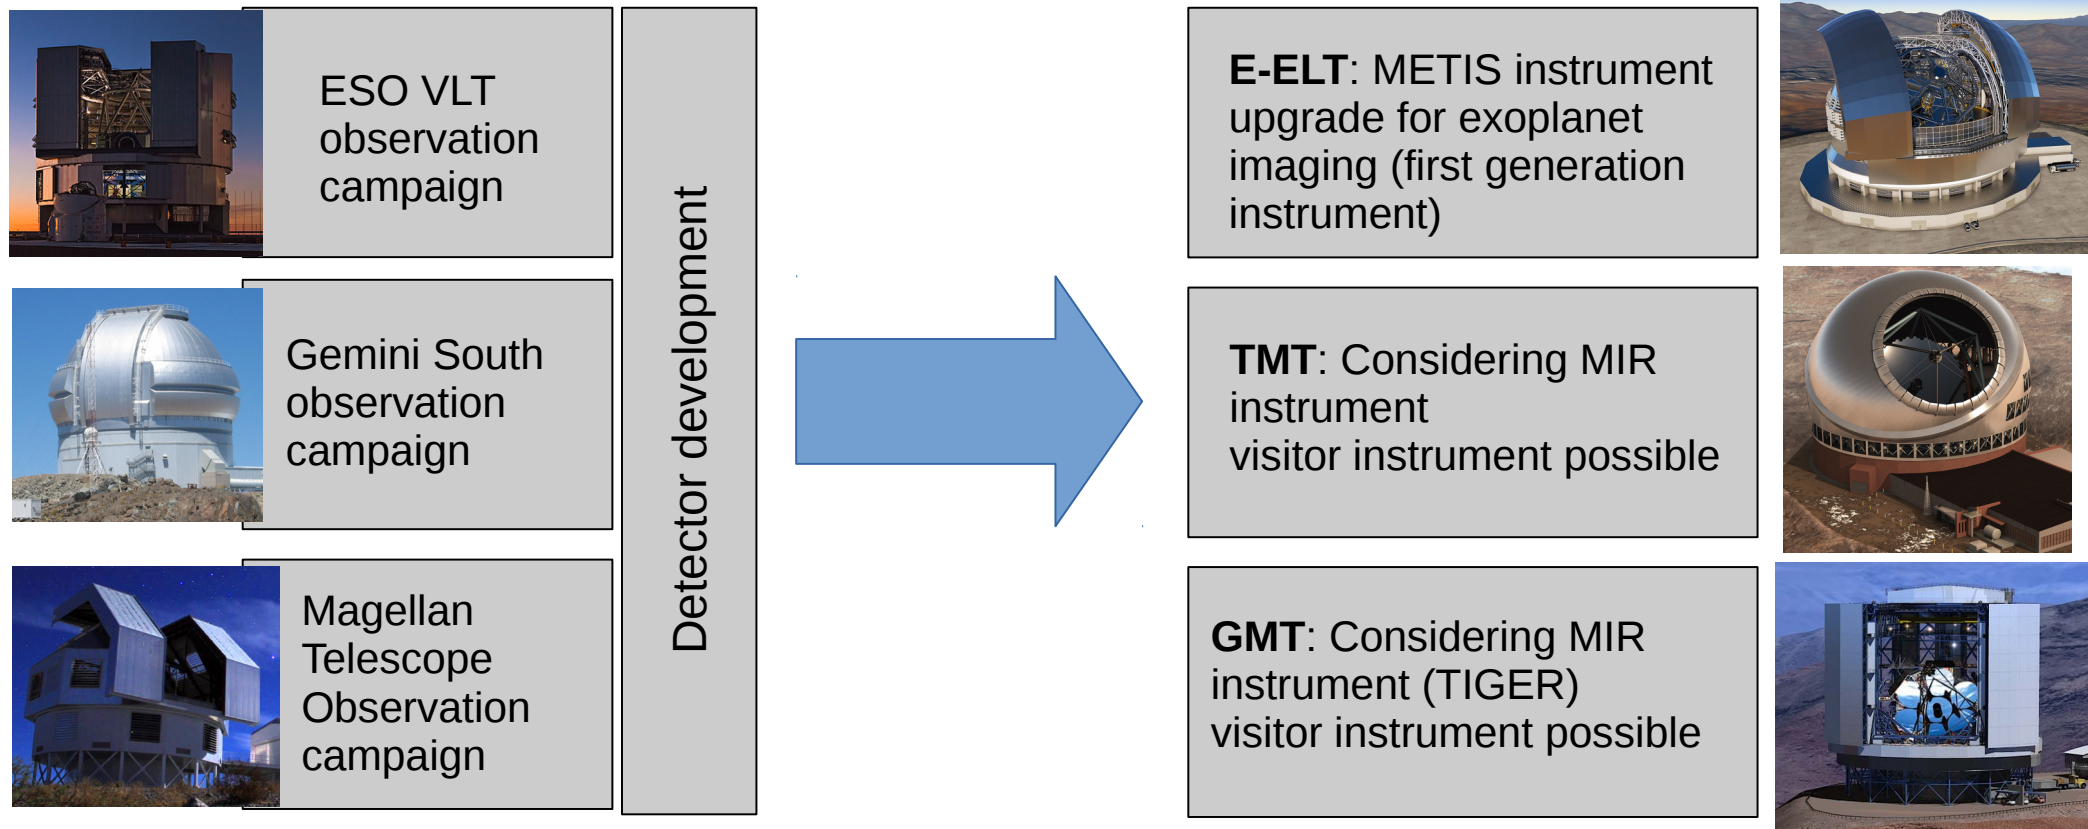 ESO VLT
observation
campaign
Gemini South
observation
campaign
Magellan
Telescope
Observation
campaign
Detector development
E-ELT: METIS instrument
upgrade for exoplanet
imaging (first generation
instrument)
TMT: Considering MIR
instrument
visitor instrument possible
GMT: Considering MIR
instrument (TIGER)
visitor instrument possible